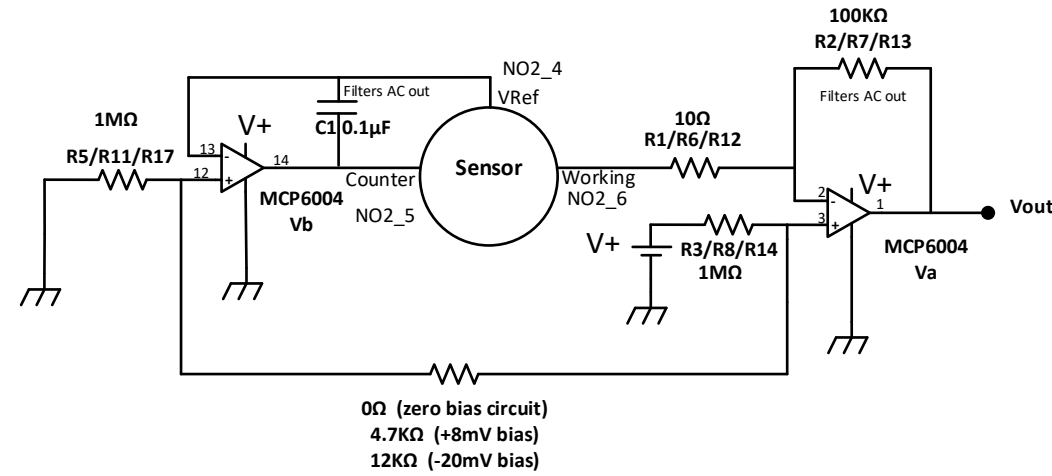 100KΩ
R2/R7/R13
Filters AC out
NO2_4
VRef
Filters AC out
C1 0.1µF
1MΩ
R5/R11/R17
V+
13
-
12
+
14
MCP6004
Vb
Counter
NO2_5
Sensor
Working
NO2_6
10Ω
R1/R6/R12
V+
R3/R8/R14
1MΩ
V+
2
-
3
+
1
MCP6004
Va
Vout
0Ω (zero bias circuit)
4.7KΩ (+8mV bias)
12KΩ (-20mV bias)